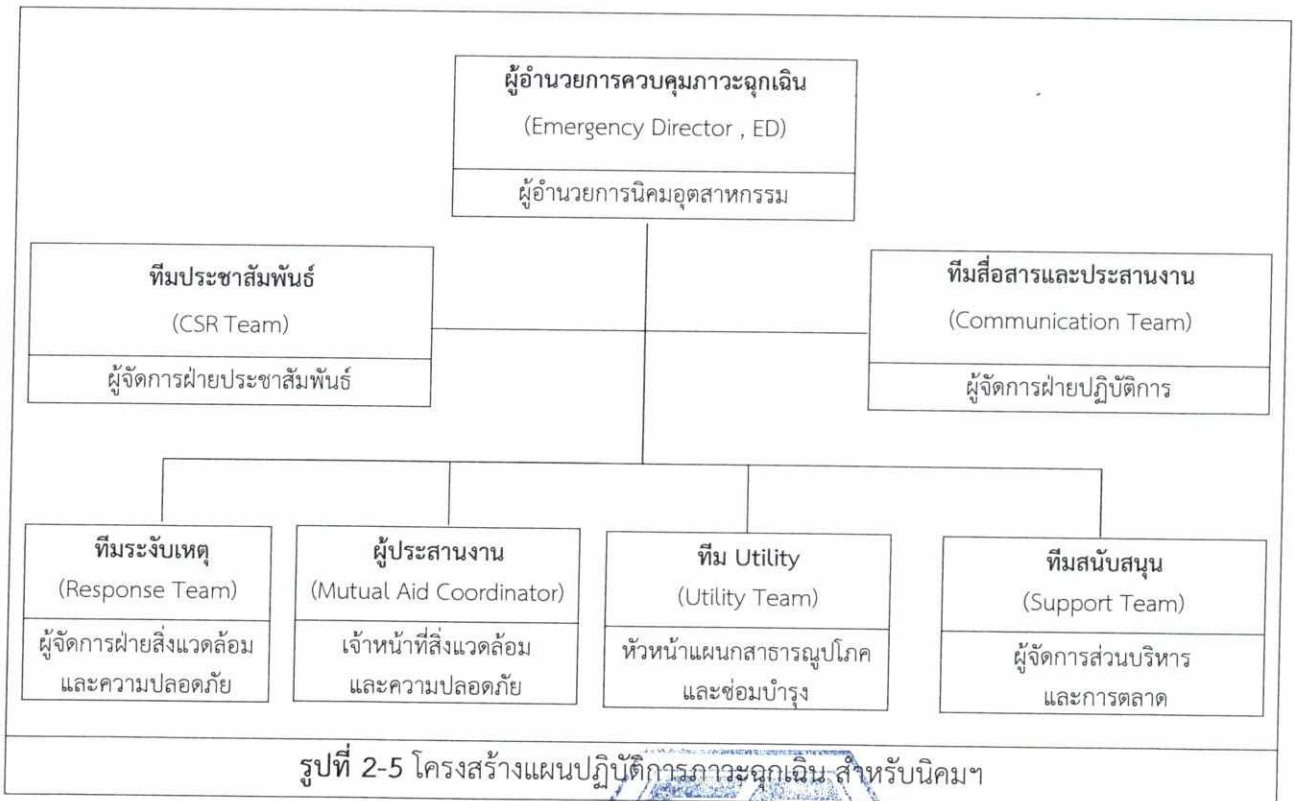 ผู้อำนวยการควบคุมภาวะฉุกเฉิน
(Emergency Director , ED)
ผู้อำนวยการนิคมอุตสาหกรรม
ทีมประชาสัมพันธ์
(CSR Team)
ผู้จัดการฝ่ายประชาสัมพันธ์
ทีมสื่อสารและประสานงาน
(Communication Team)
ผู้จัดการฝ่ายปฏิบัติการ
ทีมระงับเหตุ
(Response Team)
ผู้จัดการฝ่ายสิ่งแวดล้อม
และความปลอดภัย
ผู้ประสานงาน
(Mutual Aid Coordinator)
เจ้าหน้าที่สิ่งแวดล้อม
และความปลอดภัย
ทีม Utility
(Utility Team)
หัวหน้าแผนกสาธารณูปโภค
และซ่อมบำรุง
ทีมสนับสนุน
(Support Team)
ผู้จัดการส่วนบริหาร
และการตลาด
รูปที่ 2-5 โครงสร้างแผนปฏิบัติการภาวะฉุกเฉิน สำหรับนิคมฯ